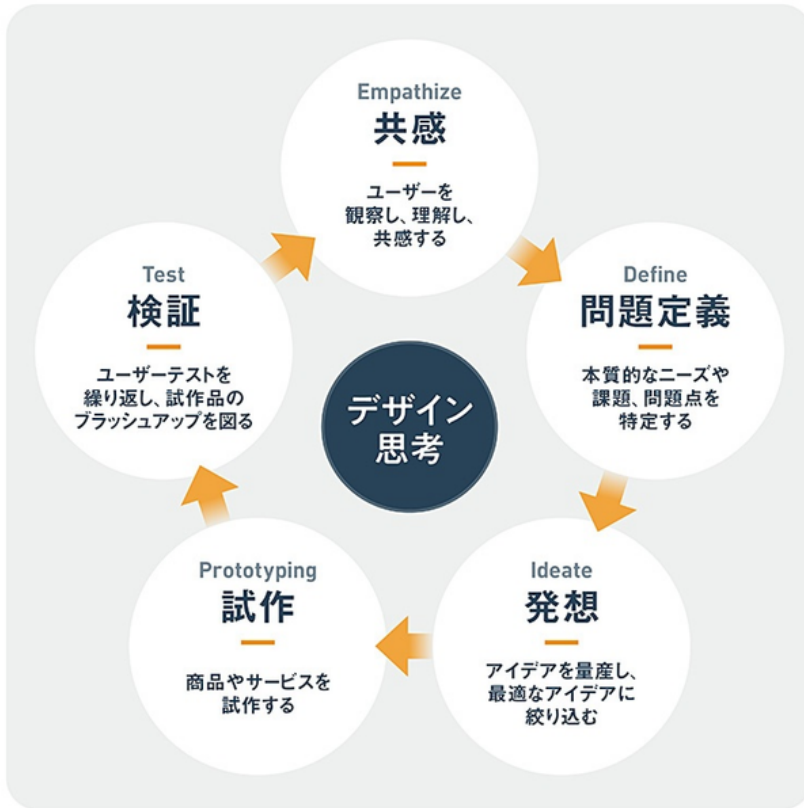 Empathize
共感
ユーザーを
観察し、理解し、
共感する
Define
問題定義
本質的なニーズや
課題、問題点を
特定する
Ideate
発想
アイデアを量産し、
最適なアイデアに
絞り込む
Prototyping
試作
商品やサービスを
試作する
Test
検証
ユーザーテストを
繰り返し、試作品の
ブラッシュアップを図る
デザイン
思考